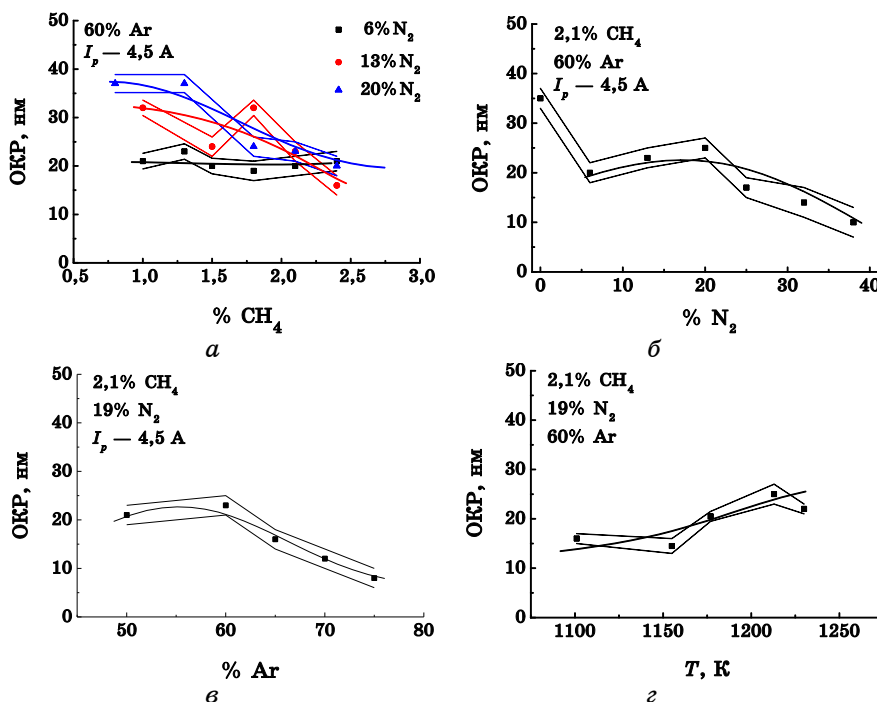 60% Ar
I_p — 4,5 А
6% N₂
13% N₂
20% N₂
ОКР, нм
50
40
30
20
10
0
0,5 1,0 1,5 2,0 2,5 3,0
% CH₄
а
2,1% CH₄
60% Ar
I_p — 4,5 А
ОКР, нм
50
40
30
20
10
0
0 10 20 30 40
% N₂
б
2,1% CH₄
19% N₂
I_p — 4,5 А
ОКР, нм
50
40
30
20
10
0
50 60 70 80
% Ar
в
2,1% CH₄
19% N₂
60% Ar
ОКР, нм
50
40
30
20
10
0
1100 1150 1200 1250
T, К
г